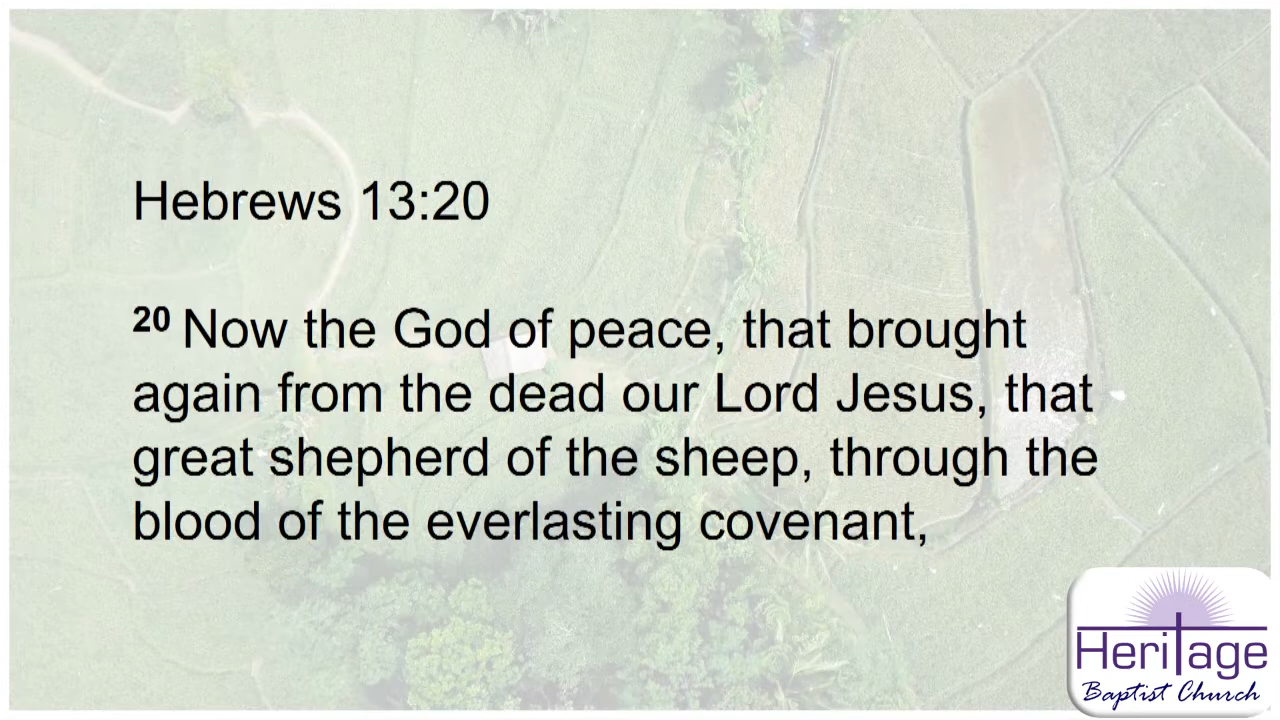 Hebrews 13:20
20 Now the God of peace, that brought
again from the dead our Lord Jesus, that
great shepherd of the sheep, through the
blood of the everlasting covenant,
Heritage
Baptist Church